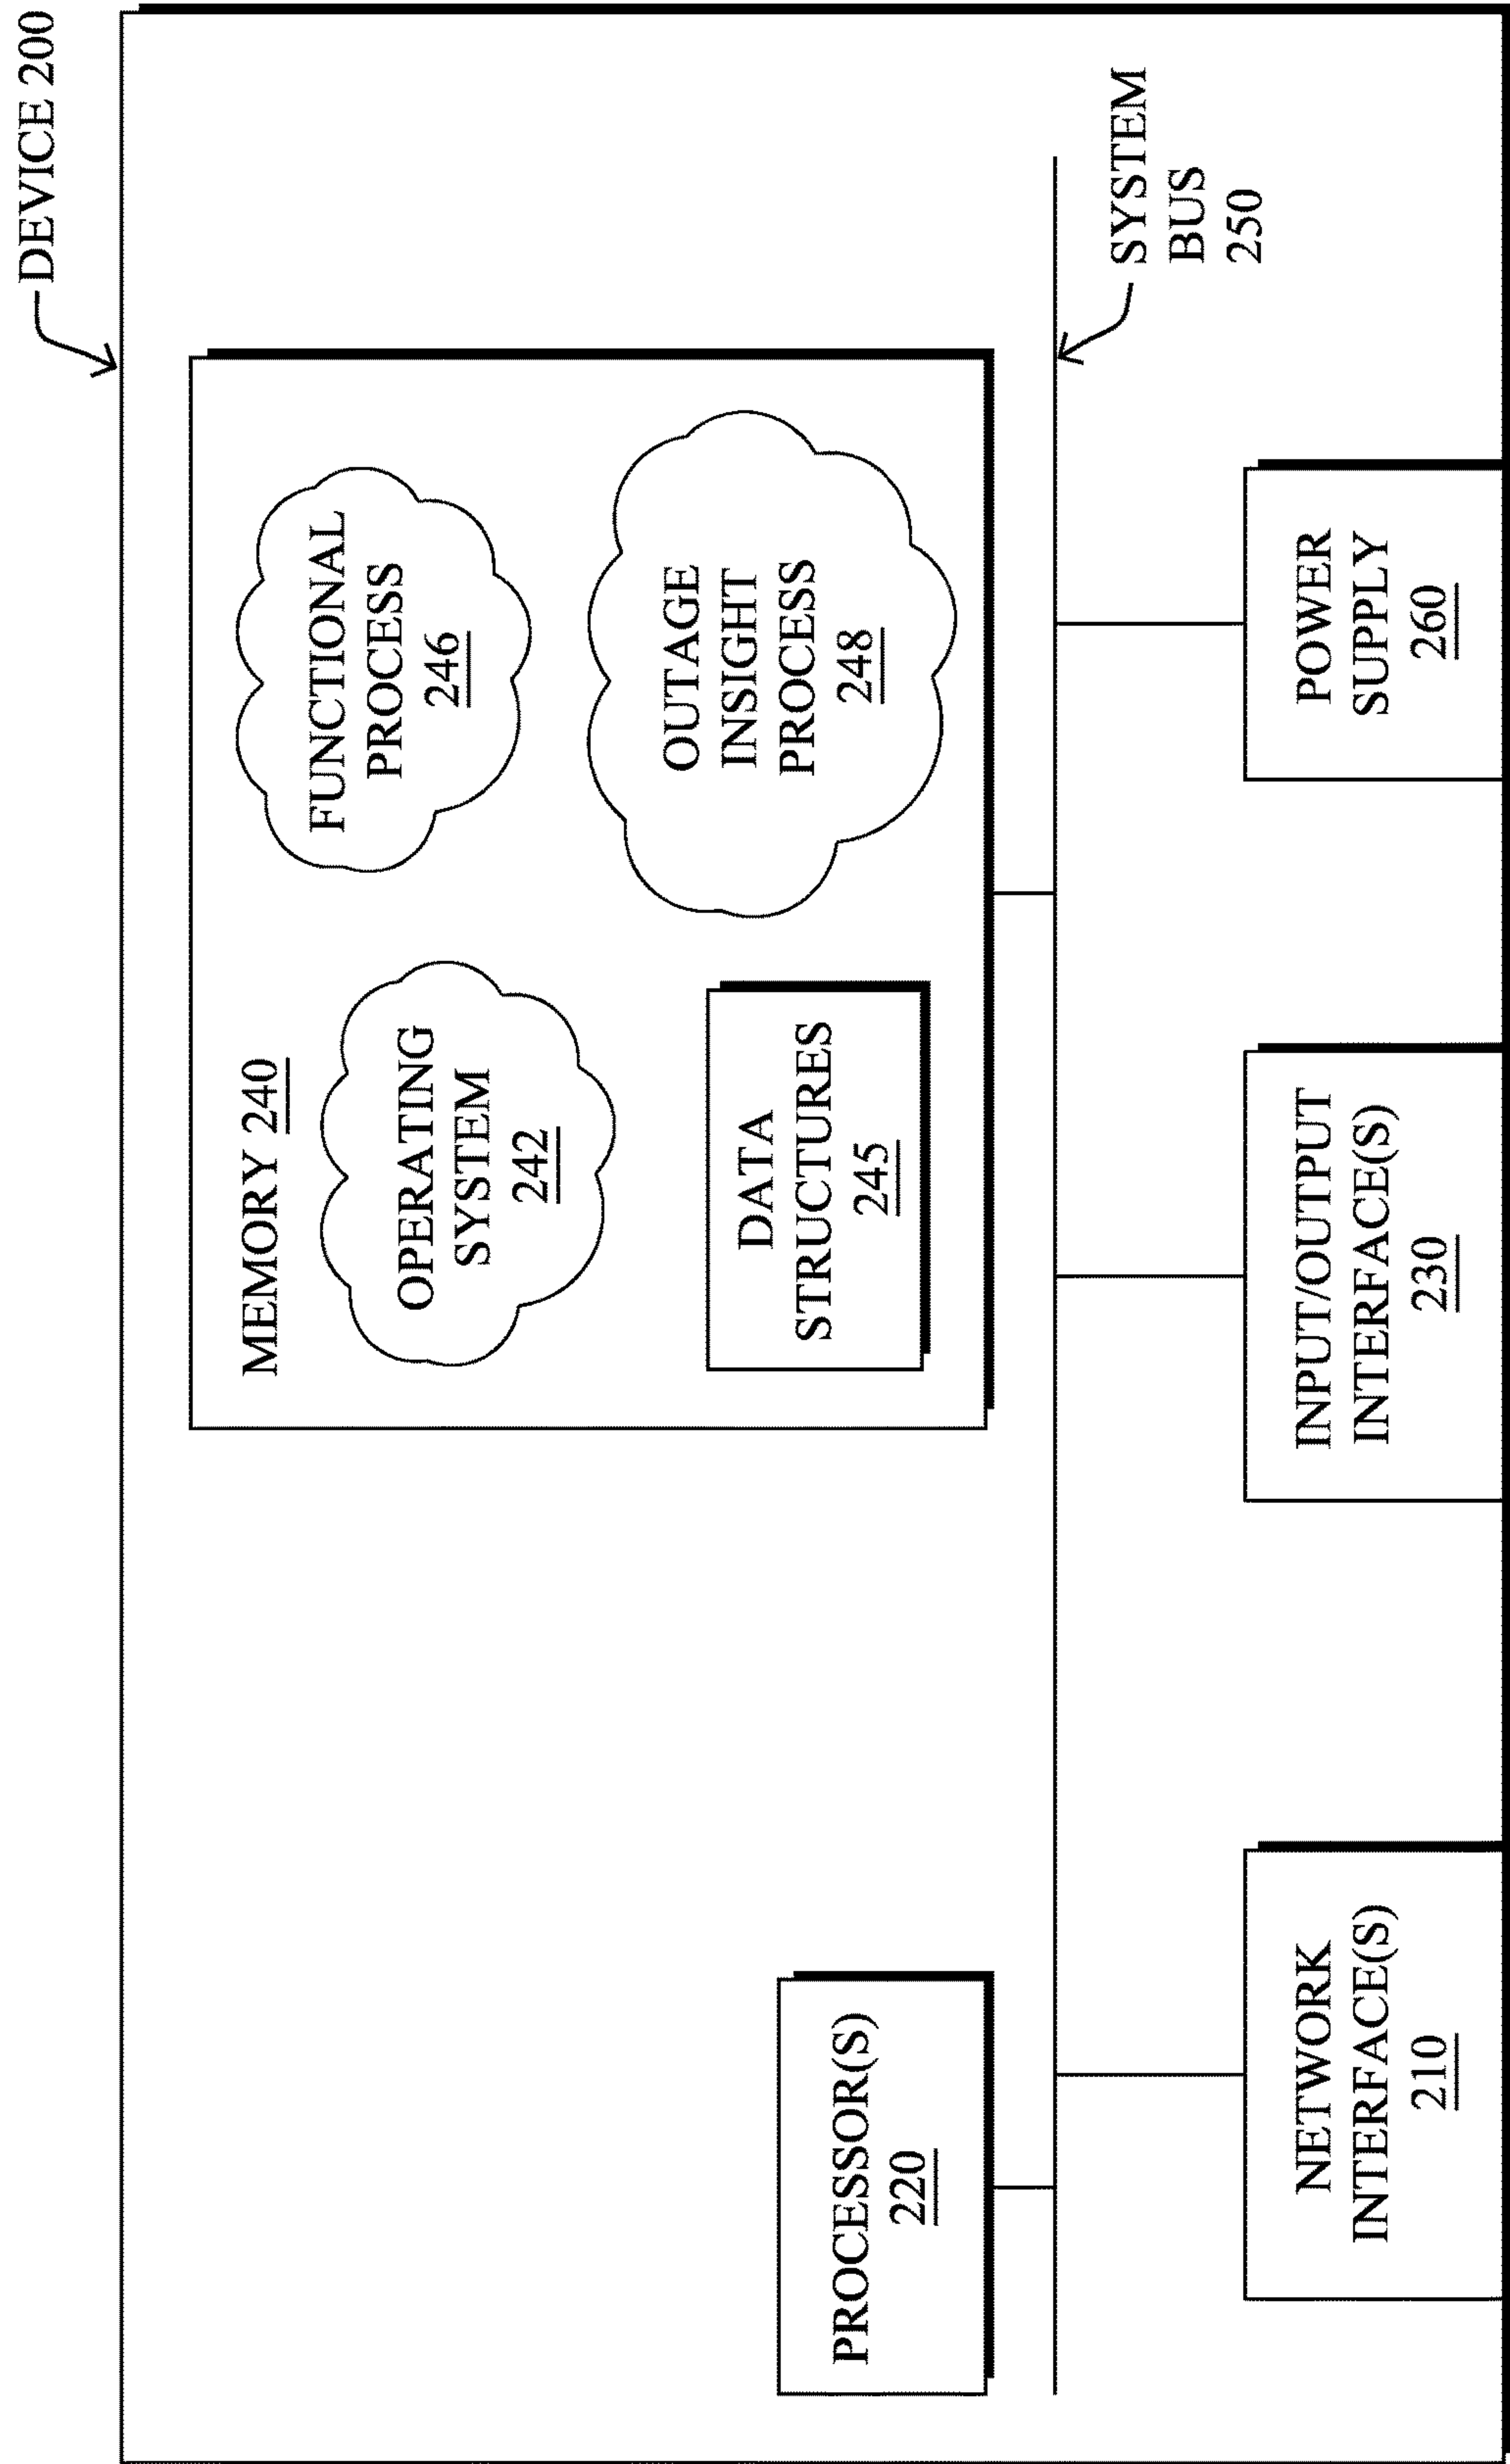 DEVICE 200
MEMORY 240
OPERATING
SYSTEM
242
FUNCTIONAL
PROCESS
246
DATA
STRUCTURES
245
OUTAGE
INSIGHT
PROCESS
248
PROCESSOR(S)
220
SYSTEM
BUS
250
NETWORK
INTERFACE(S)
210
INPUT/OUTPUT
INTERFACE(S)
230
POWER
SUPPLY
260